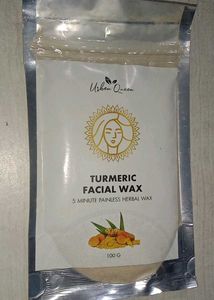 Urban Queen
TURMERIC
FACIAL WAX
5 MINUTE PAINLESS HERBAL WAX
100 G